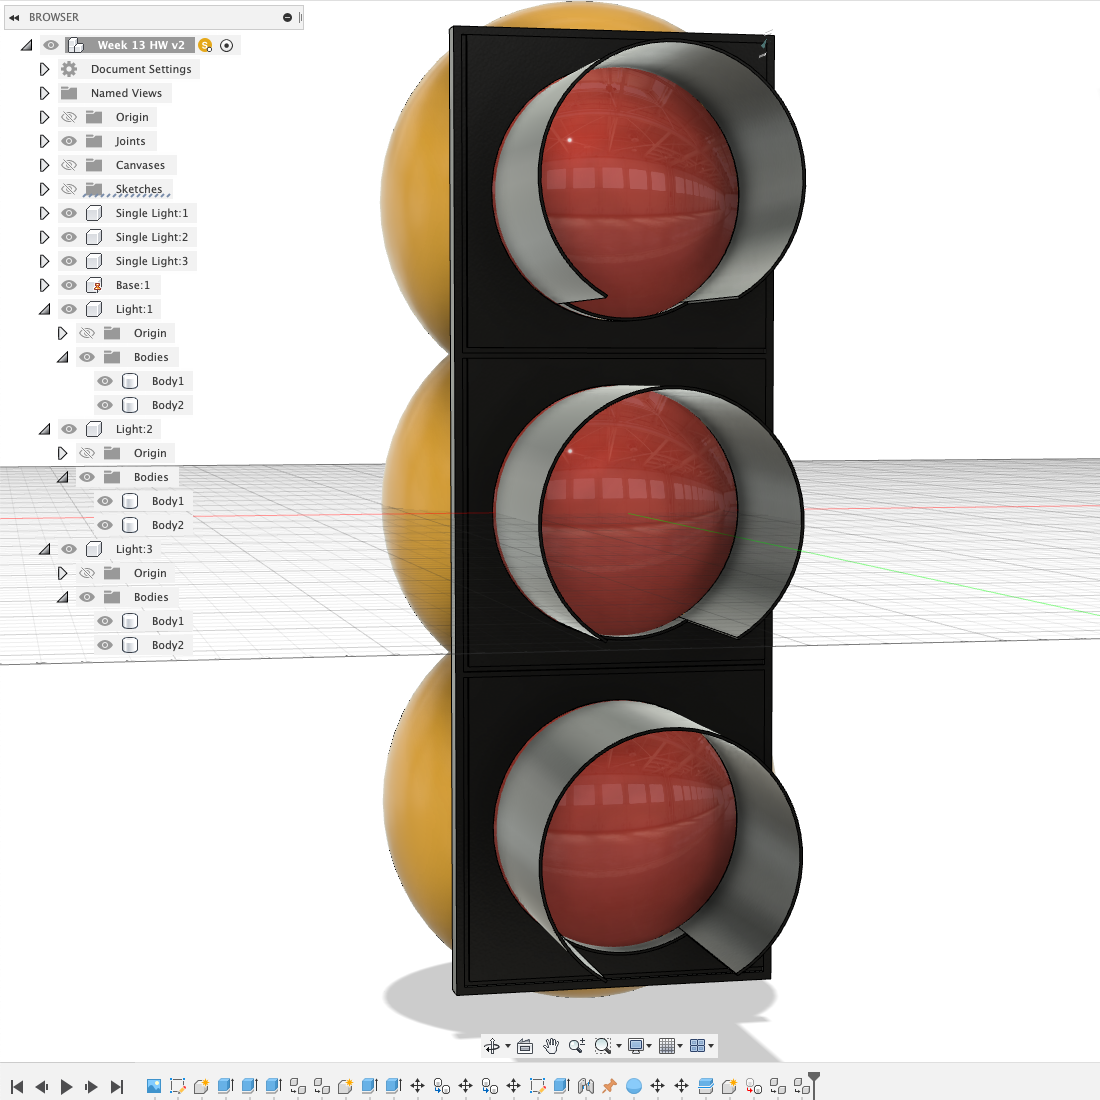 BROWSER
Week 13 HW v2
S
Document Settings
Named Views
Origin
Joints
Canvases
Sketches
Single Light:1
Single Light:2
Single Light:3
Base:1
Light:1
Origin
Bodies
Body1
Body2
Light:2
Origin
Bodies
Body1
Body2
Light:3
Origin
Bodies
Body1
Body2